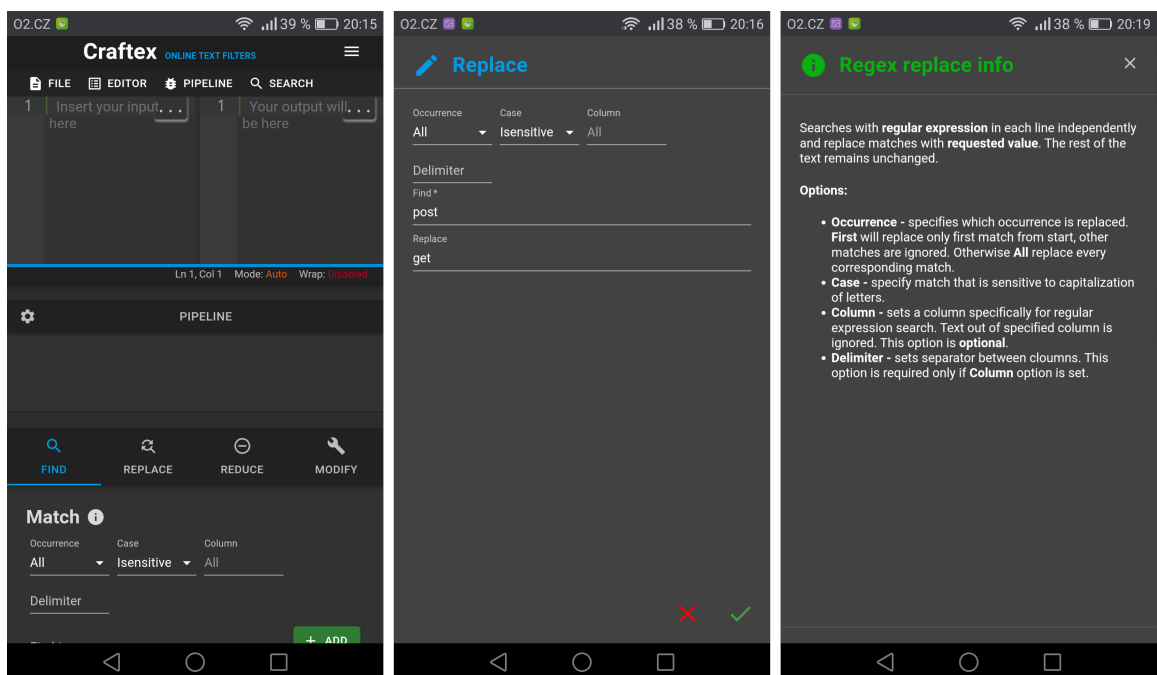 O2.CZ 39 % 20:15
Craftex ONLINE TEXT FILTERS
FILE EDITOR PIPELINE SEARCH
1 Insert your input... 1 Your output will...
here be here
Ln 1, Col 1 Mode: Auto Wrap: Disabled
PIPELINE
FIND REPLACE REDUCE MODIFY
Match
Occurrence Case Column
All Isensitive All
Delimiter
+ ADD
O2.CZ 38 % 20:16
Replace
Occurrence Case Column
All Isensitive All
Delimiter
Find *
post
Replace
get
O2.CZ 38 % 20:19
Regex replace info
Searches with regular expression in each line independently
and replace matches with requested value. The rest of the
text remains unchanged.
Options:
• Occurrence - specifies which occurrence is replaced.
First will replace only first match from start, other
matches are ignored. Otherwise All replace every
corresponding match.
• Case - specify match that is sensitive to capitalization
of letters.
• Column - sets a column specifically for regular
expression search. Text out of specified column is
ignored. This option is optional.
• Delimiter - sets separator between cloumns. This
option is required only if Column option is set.